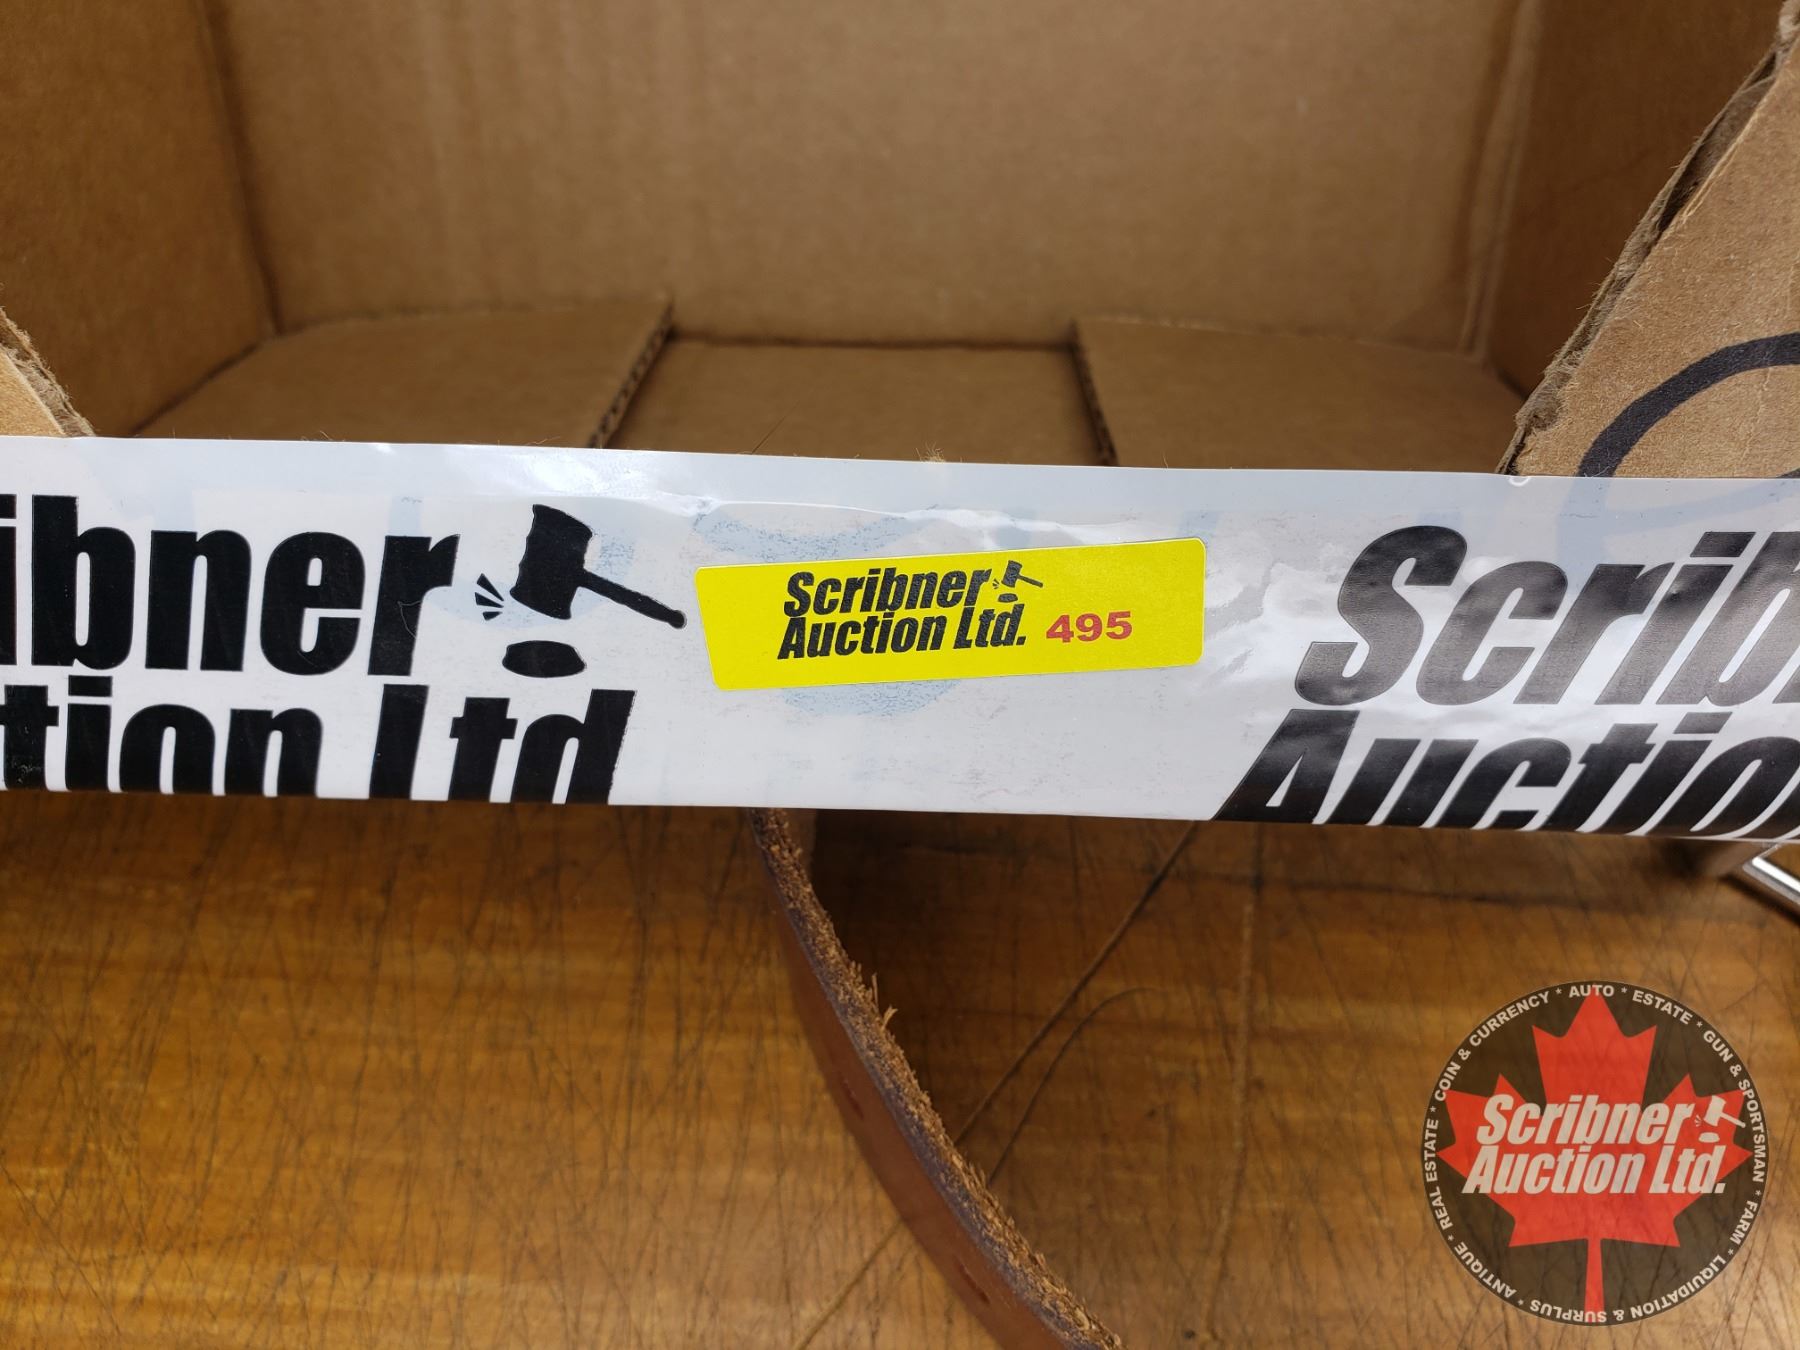 ibner
tion Ltd
Scribner
Auction Ltd. 495
Scrib
Auctio
COIN & CURRENCY * AUTO * ESTATE * GUN & SPORTSMAN * FARM * LIQUIDATION & SURPLUS * ANTIQUE * REAL ESTATE *
Scribner
Auction Ltd.